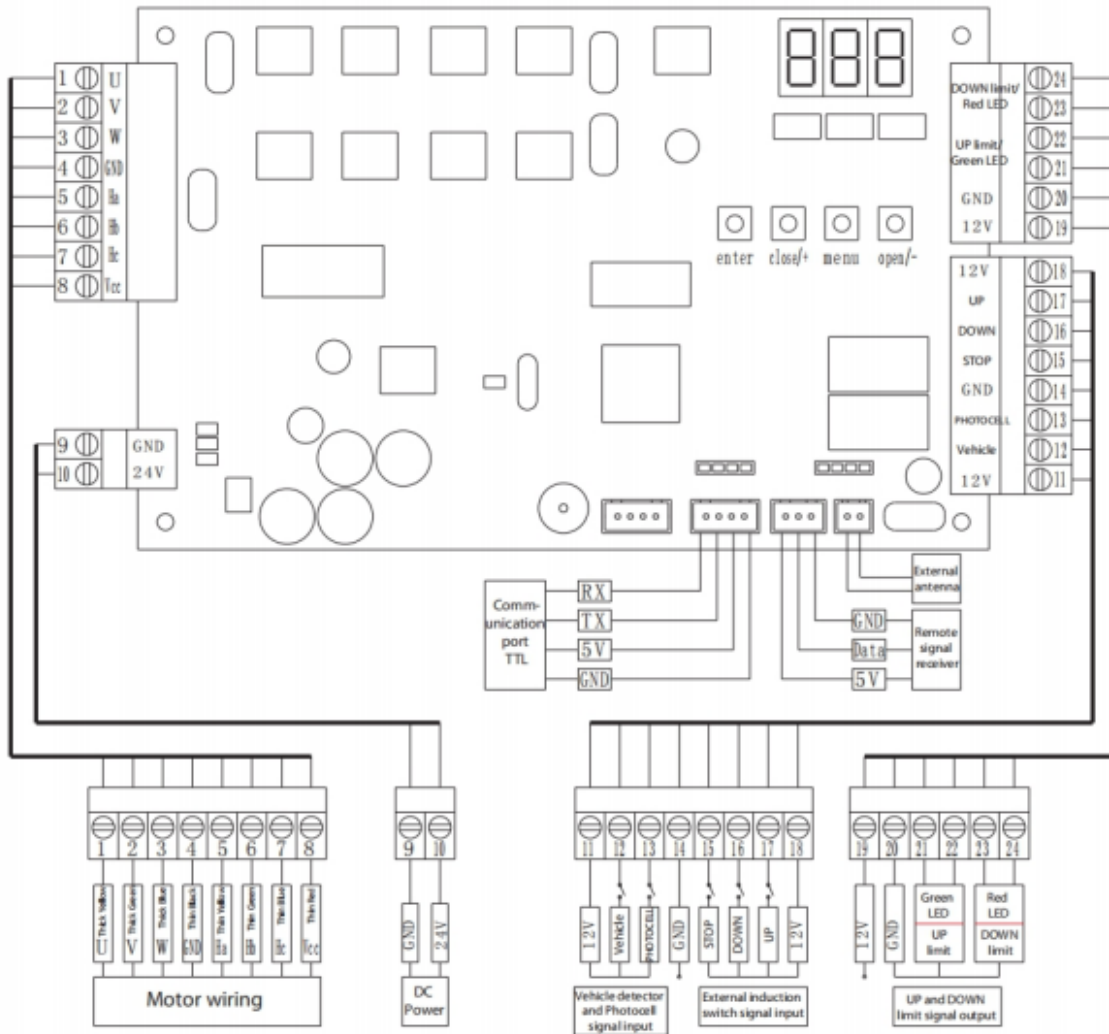 1 U
2 V
3 W
4 GND
5 Ha
6 Hb
7 Hc
8 Vcc
9 GND
10 24V
enter close/+ menu open/-
DOWN limit/
Red LED
UP limit/
Green LED
GND
12V
24
23
22
21
20
19
12V 18
UP 17
DOWN 16
STOP 15
GND 14
PHOTOCELL 13
Vehicle 12
12V 11
Comm-
unication
port
TTL
RX
TX
5V
GND
External
antenna
GND
Data
5V
Remote
signal
receiver
1 2 3 4 5 6 7 8
Thick Yellow
U
Thick Green
V
Thick Blue
W
Thin Black
GND
Thin Yellow
Ha
Thin Green
Hb
Thin Blue
Hc
Thin Red
Vcc
Motor wiring
9 10
GND
24V
DC
Power
11 12 13 14 15 16 17 18
12V
Vehicle
PHOTOCELL
GND
STOP
DOWN
UP
12V
Vehicle detector
and Photocell
signal input
External induction
switch signal input
19 20 21 22 23 24
12V
GND
Green
LED
UP
limit
Red
LED
DOWN
limit
UP and DOWN
limit signal output